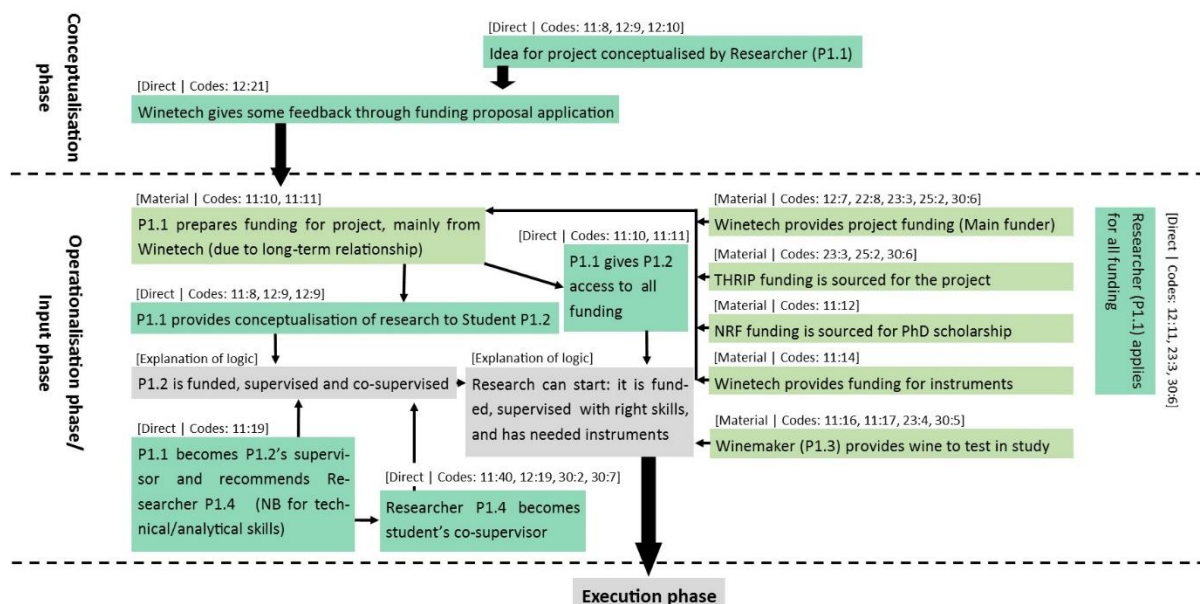 Conceptualisation
phase
[Direct | Codes: 11:8, 12:9, 12:10]
Idea for project conceptualised by Researcher (P1.1)
[Direct | Codes: 12:21]
Winetech gives some feedback through funding proposal application
Operationalisation phase/
Input phase
[Material | Codes: 11:10, 11:11]
P1.1 prepares funding for project, mainly from
Winetech (due to long-term relationship)
[Direct | Codes: 11:10, 11:11]
P1.1 gives P1.2
access to all
funding
[Direct | Codes: 11:8, 12:9, 12:9]
P1.1 provides conceptualisation of research to Student P1.2
[Explanation of logic]
P1.2 is funded, supervised and co-supervised
[Explanation of logic]
Research can start: it is fund-
ed, supervised with right skills,
and has needed instruments
[Direct | Codes: 11:19]
P1.1 becomes P1.2's supervi-
sor and recommends Re-
searcher P1.4 (NB for tech-
nical/analytical skills)
[Direct | Codes: 11:40, 12:19, 30:2, 30:7]
Researcher P1.4 becomes
student's co-supervisor
[Material | Codes: 12:7, 22:8, 23:3, 25:2, 30:6]
Winetech provides project funding (Main funder)
[Material | Codes: 23:3, 25:2, 30:6]
THRIP funding is sourced for the project
[Material | Codes: 11:12]
NRF funding is sourced for PhD scholarship
[Material | Codes: 11:14]
Winetech provides funding for instruments
[Material | Codes: 11:16, 11:17, 23:4, 30:5]
Winemaker (P1.3) provides wine to test in study
[Direct | Codes: 12:11, 23:3, 30:6]
Researcher (P1.1) applies
for all funding
Execution phase